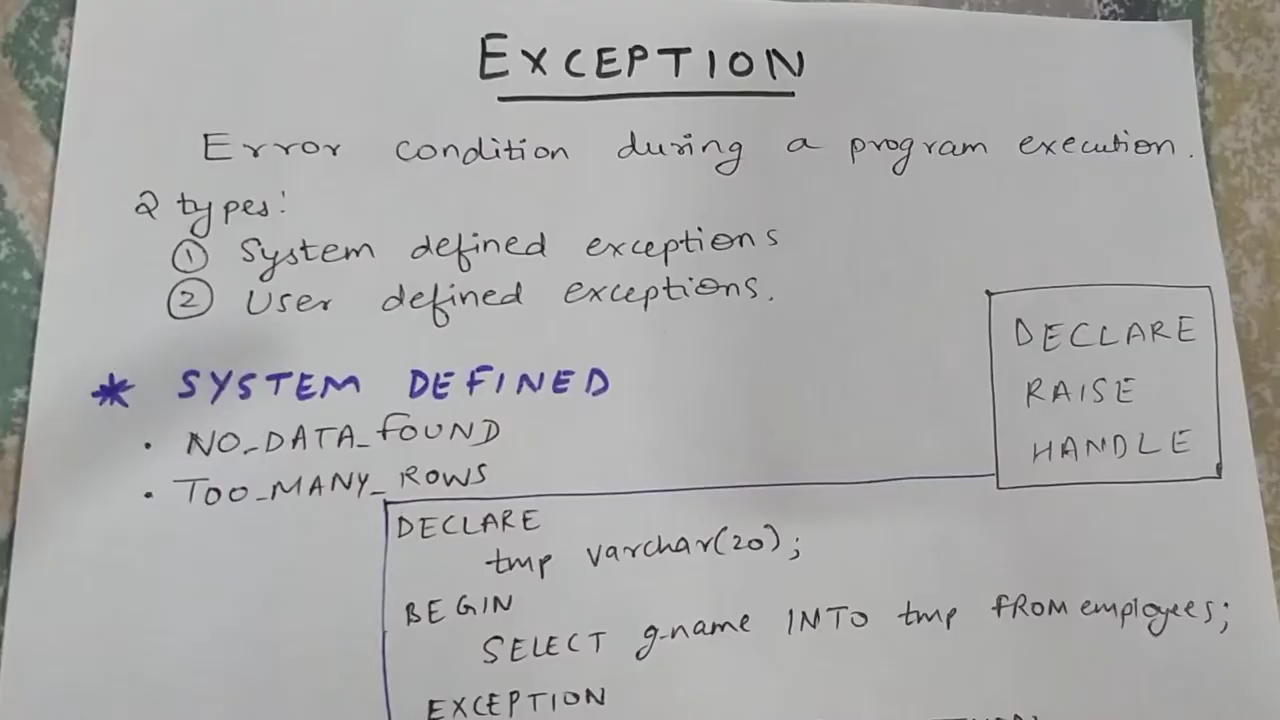 EXCEPTION
Error condition during a program execution.
2 types:
① System defined exceptions
② User defined exceptions.
DECLARE
RAISE
HANDLE
* SYSTEM DEFINED
• NO_DATA_FOUND
• TOO_MANY_ROWS
DECLARE
tmp varchar(20);
BEGIN
SELECT g_name INTO tmp FROM employees;
EXCEPTION